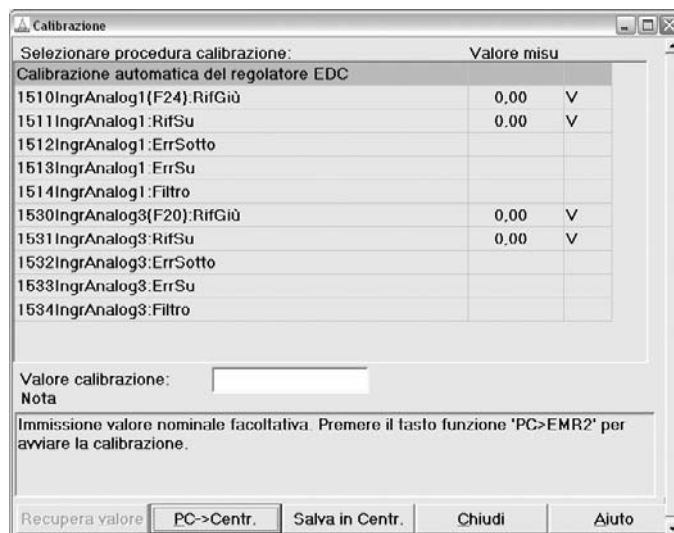 Calibrazione
Selezionare procedura calibrazione: Valore misu
Calibrazione automatica del regolatore EDC
1510IngrAnalog1{F24}:RifGiù 0,00 V
1511IngrAnalog1:RifSu 0,00 V
1512IngrAnalog1:ErrSotto
1513IngrAnalog1:ErrSu
1514IngrAnalog1:Filtro
1530IngrAnalog3{F20}:RifGiù 0,00 V
1531IngrAnalog3:RifSu 0,00 V
1532IngrAnalog3:ErrSotto
1533IngrAnalog3:ErrSu
1534IngrAnalog3:Filtro
Valore calibrazione:
Nota
Immissione valore nominale facoltativa. Premere il tasto funzione 'PC>EMR2' per
avviare la calibrazione.
Recupera valore PC->Centr. Salva in Centr. Chiudi Aiuto